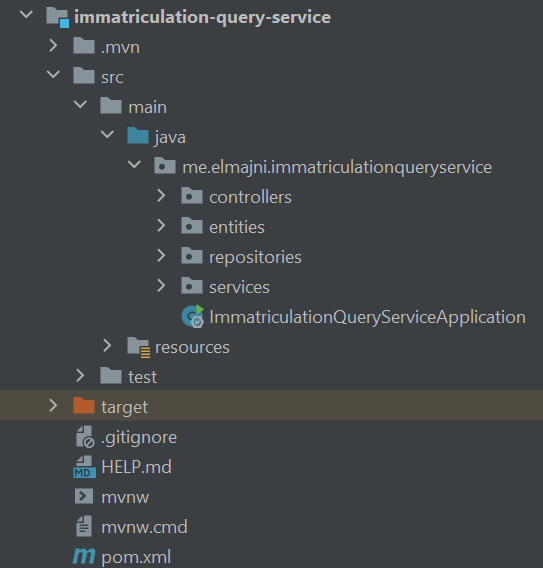 immatriculation-query-service
.mvn
src
main
java
me.elmajni.immatriculationqueryservice
controllers
entities
repositories
services
ImmatriculationQueryServiceApplication
resources
test
target
.gitignore
MD HELP.md
mvnw
mvnw.cmd
m pom.xml